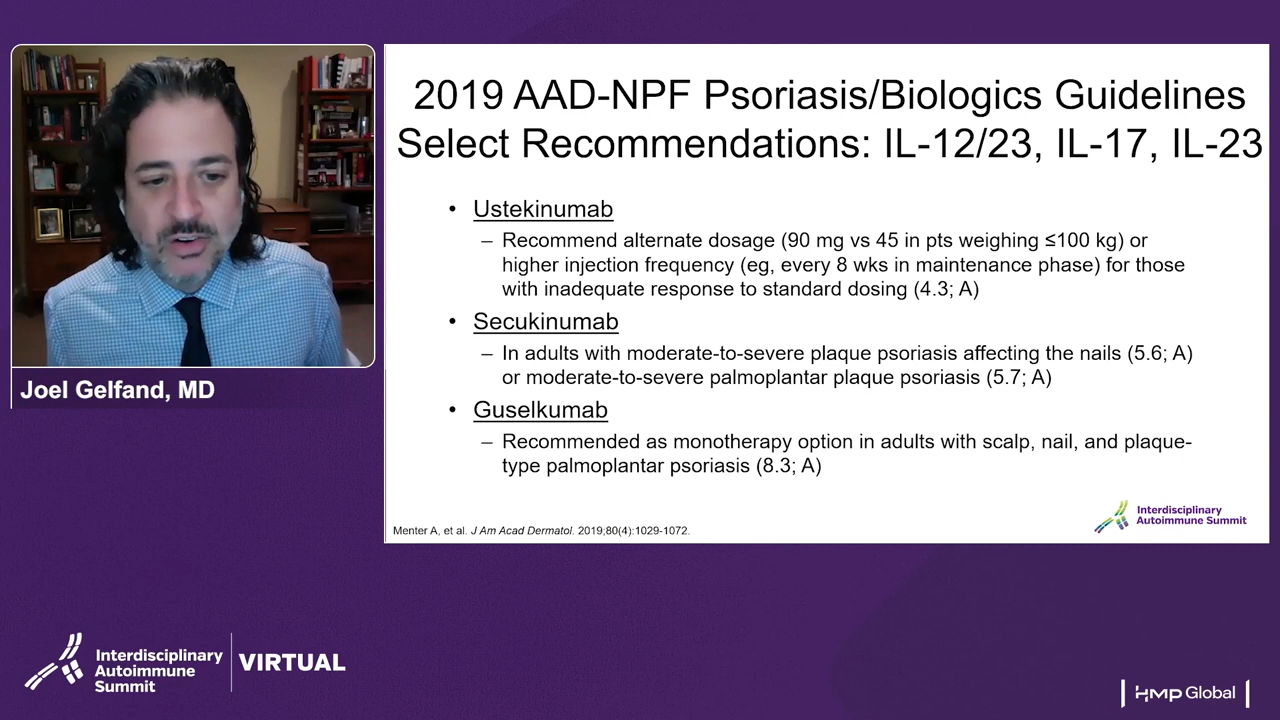 2019 AAD-NPF Psoriasis/Biologics Guidelines
Select Recommendations: IL-12/23, IL-17, IL-23
• Ustekinumab
– Recommend alternate dosage (90 mg vs 45 in pts weighing ≤100 kg) or
higher injection frequency (eg, every 8 wks in maintenance phase) for those
with inadequate response to standard dosing (4.3; A)
• Secukinumab
– In adults with moderate-to-severe plaque psoriasis affecting the nails (5.6; A)
or moderate-to-severe palmoplantar plaque psoriasis (5.7; A)
• Guselkumab
– Recommended as monotherapy option in adults with scalp, nail, and plaque-
type palmoplantar psoriasis (8.3; A)
Menter A, et al. J Am Acad Dermatol. 2019;80(4):1029-1072.
Interdisciplinary
Autoimmune Summit
Joel Gelfand, MD
Interdisciplinary
Autoimmune
Summit
VIRTUAL
HMP Global